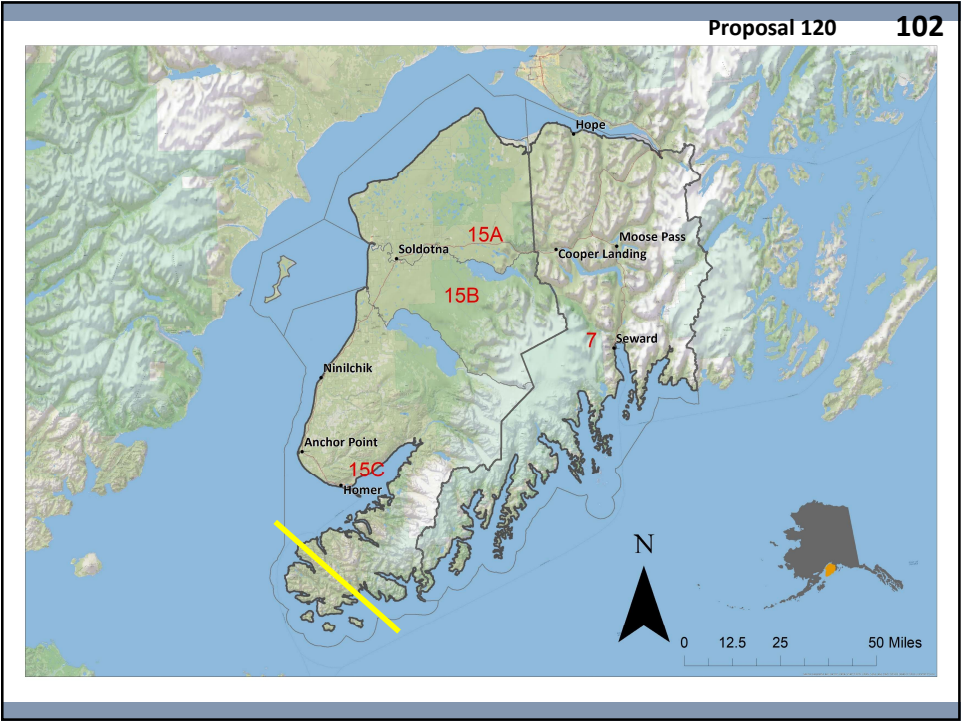 Proposal 120
102
Hope
15A
Moose Pass
Soldotna
Cooper Landing
15B
7
Seward
Ninilchik
Anchor Point
15C
Homer
N
0 12.5 25 50 Miles